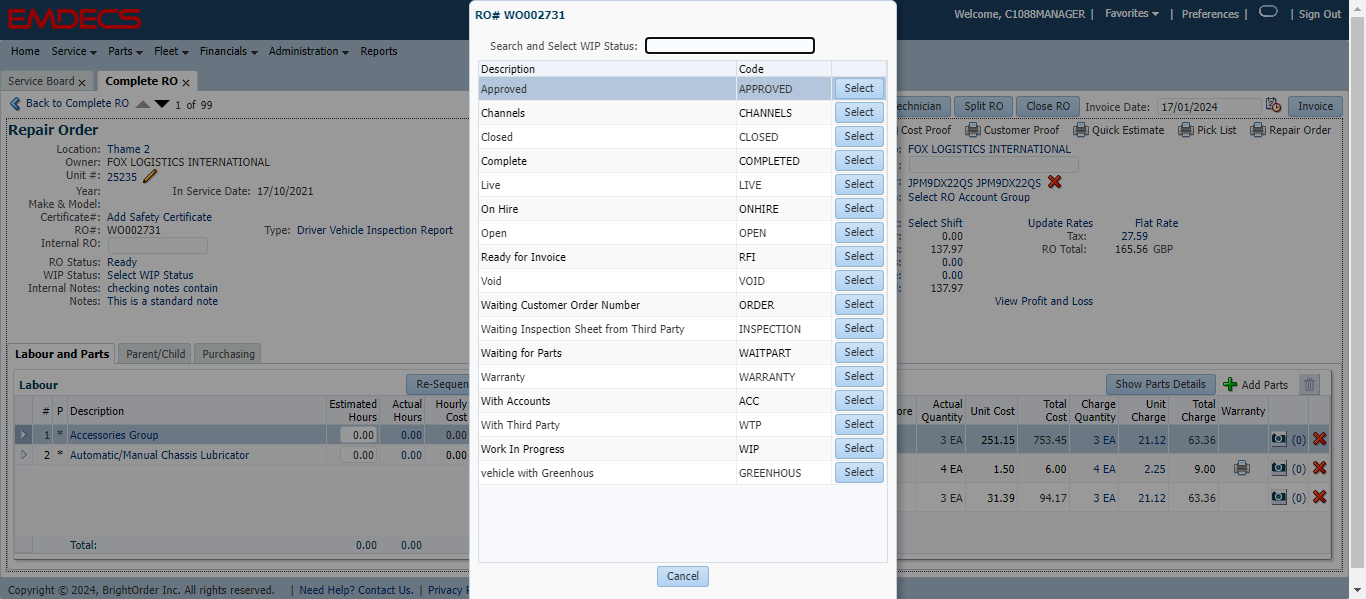 EMDECS
Welcome, C1088MANAGER | Favorites | Preferences | | Sign Out
Home Service Parts Fleet Financials Administration Reports
Service Board x Complete RO x
Back to Complete RO 1 of 99
echnician Split RO Close RO Invoice Date: 17/01/2024 Invoice
Repair Order
Cost Proof Customer Proof Quick Estimate Pick List Repair Order
Location: Thame 2
Owner: FOX LOGISTICS INTERNATIONAL
Unit #: 25235
Year: In Service Date: 17/10/2021
Make & Model:
Certificate#: Add Safety Certificate
RO#: WO002731 Type: Driver Vehicle Inspection Report
Internal RO:
RO Status: Ready
WIP Status: Select WIP Status
Internal Notes: checking notes contain
Notes: This is a standard note
FOX LOGISTICS INTERNATIONAL
JPM9DX22QS JPM9DX22QS
Select RO Account Group
Select Shift Update Rates Flat Rate
0.00 Tax: 27.59
137.97 RO Total: 165.56 GBP
0.00
0.00
137.97
View Profit and Loss
RO# WO002731
Search and Select WIP Status:
Description Code
Approved APPROVED Select
Channels CHANNELS Select
Closed CLOSED Select
Complete COMPLETED Select
Live LIVE Select
On Hire ONHIRE Select
Open OPEN Select
Ready for Invoice RFI Select
Void VOID Select
Waiting Customer Order Number ORDER Select
Waiting Inspection Sheet from Third Party INSPECTION Select
Waiting for Parts WAITPART Select
Warranty WARRANTY Select
With Accounts ACC Select
With Third Party WTP Select
Work In Progress WIP Select
vehicle with Greenhous GREENHOUS Select
Cancel
Labour and Parts Parent/Child Purchasing
Labour Re-Sequen
# P Description Estimated Hours Actual Hours Hourly Cost
1 * Accessories Group 0.00 0.00 0.00
2 * Automatic/Manual Chassis Lubricator 0.00 0.00 0.00
Total: 0.00 0.00
Show Parts Details Add Parts
ore Actual Quantity Unit Cost Total Cost Charge Quantity Unit Charge Total Charge Warranty
3 EA 251.15 753.45 3 EA 21.12 63.36 (0)
4 EA 1.50 6.00 4 EA 2.25 9.00 (0)
3 EA 31.39 94.17 3 EA 21.12 63.36 (0)
Copyright © 2024, BrightOrder Inc. All rights reserved. | Need Help? Contact Us. | Privacy P